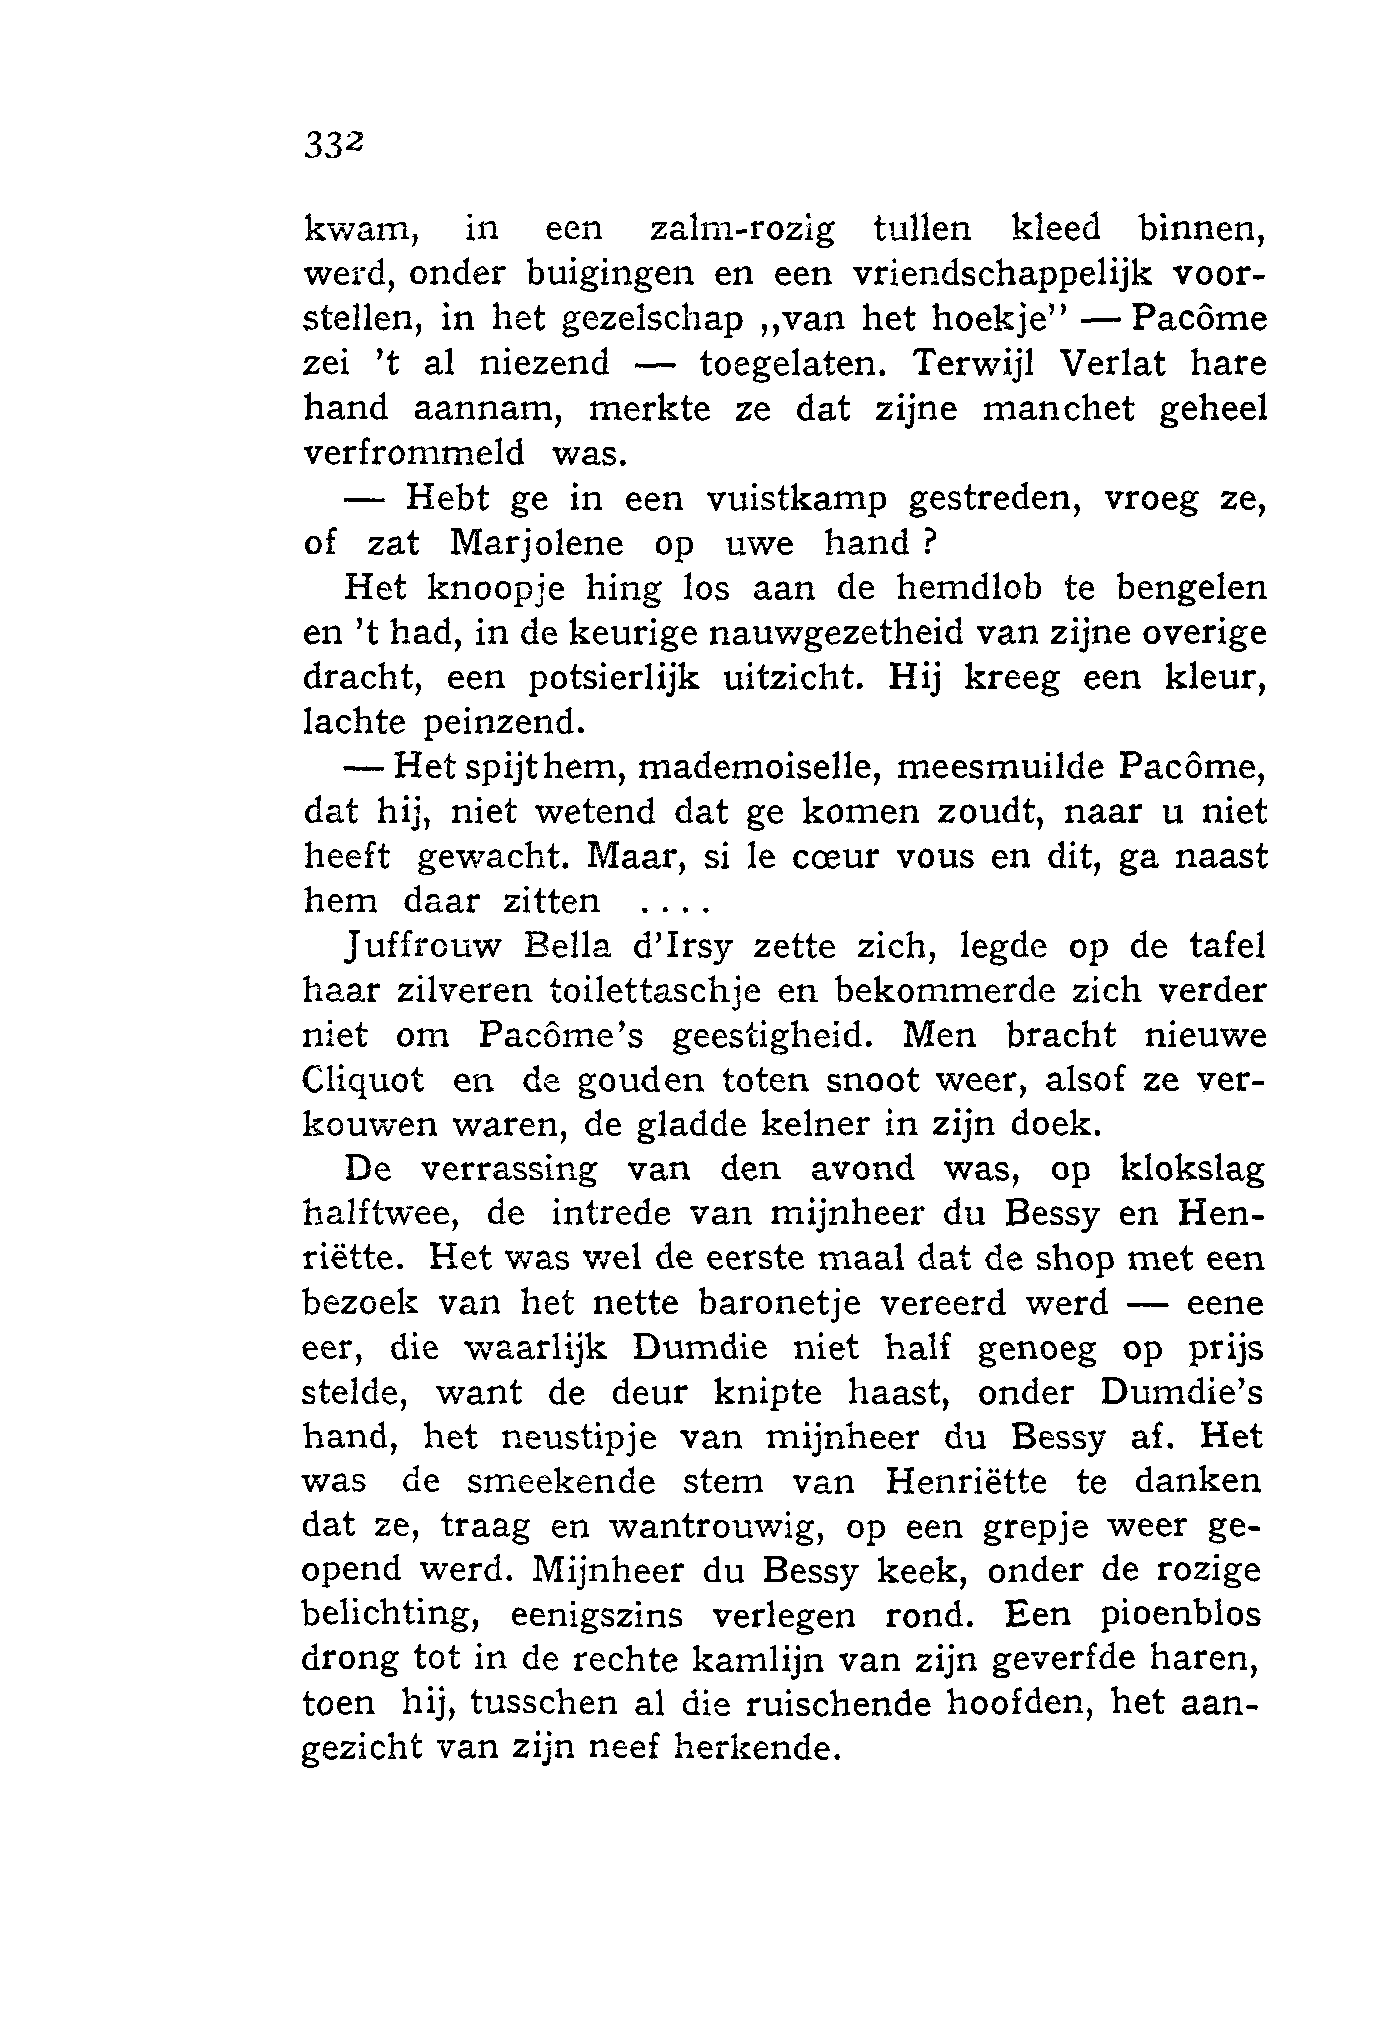 332
kwam, in een zalm-rozig tullen kleed binnen,
werd, onder buigingen en een vriendschappelijk voor-
stellen, in het gezelschap ,,van het hoekje” — Pacôme
zei 't al niezend — toegelaten. Terwijl Verlat hare
hand aannam, merkte ze dat zijne manchet geheel
verfrommeld was.
— Hebt ge in een vuistkamp gestreden, vroeg ze,
of zat Marjolene op uwe hand ?
Het knoopje hing los aan de hemdlob te bengelen
en 't had, in de keurige nauwgezetheid van zijne overige
dracht, een potsierlijk uitzicht. Hij kreeg een kleur,
lachte peinzend.
— Het spijt hem, mademoiselle, meesmuilde Pacôme,
dat hij, niet wetend dat ge komen zoudt, naar u niet
heeft gewacht. Maar, si le cœur vous en dit, ga naast
hem daar zitten ....
Juffrouw Bella d'Irsy zette zich, legde op de tafel
haar zilveren toilettaschje en bekommerde zich verder
niet om Pacôme's geestigheid. Men bracht nieuwe
Cliquot en de gouden toten snoot weer, alsof ze ver-
kouwen waren, de gladde kelner in zijn doek.
De verrassing van den avond was, op klokslag
halftwee, de intrede van mijnheer du Bessy en Hen-
riëtte. Het was wel de eerste maal dat de shop met een
bezoek van het nette baronetje vereerd werd — eene
eer, die waarlijk Dumdie niet half genoeg op prijs
stelde, want de deur knipte haast, onder Dumdie's
hand, het neustipje van mijnheer du Bessy af. Het
was de smeekende stem van Henriëtte te danken
dat ze, traag en wantrouwig, op een grepje weer ge-
opend werd. Mijnheer du Bessy keek, onder de rozige
belichting, eenigszins verlegen rond. Een pioenblos
drong tot in de rechte kamlijn van zijn geverfde haren,
toen hij, tusschen al die ruischende hoofden, het aan-
gezicht van zijn neef herkende.